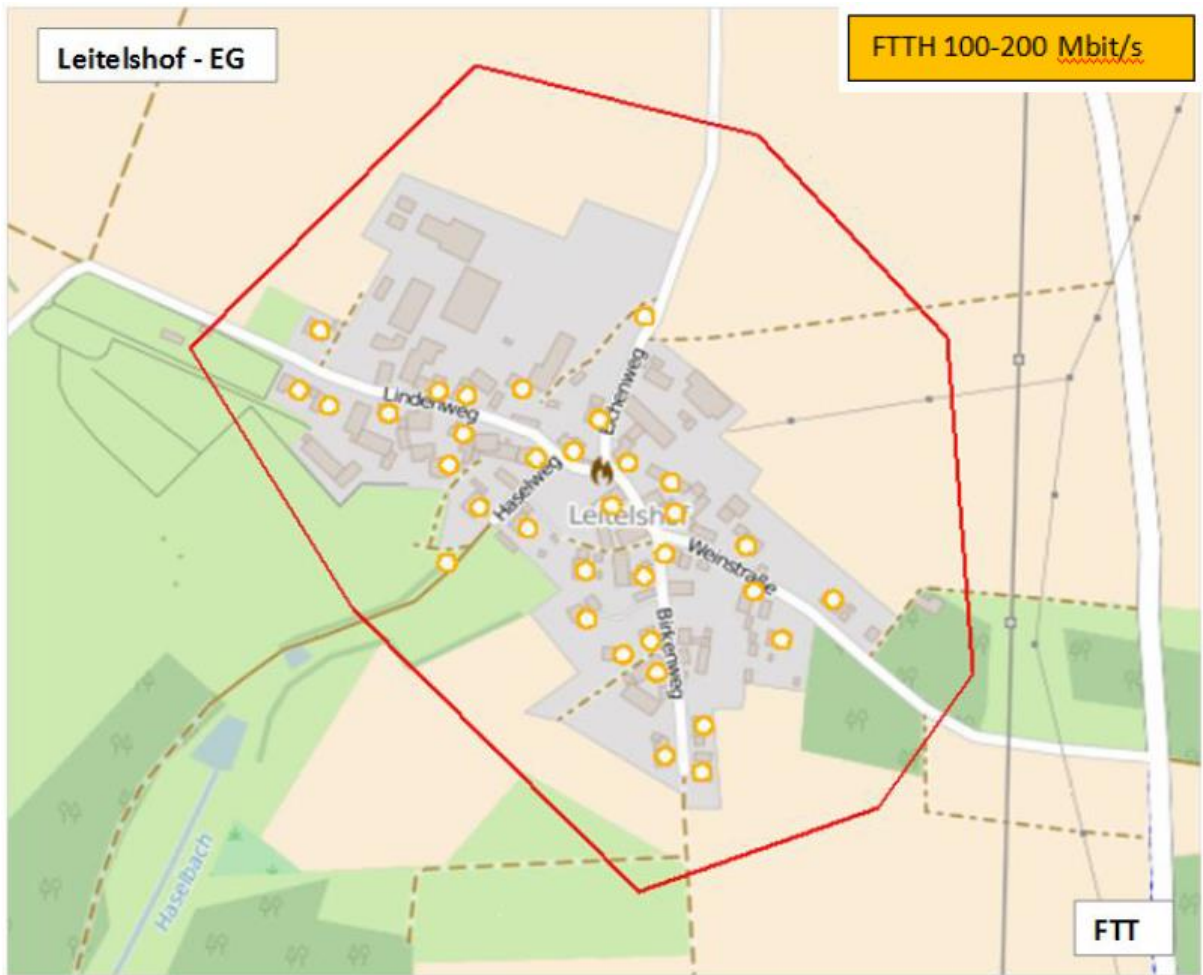 Leitelshof - EG
FTTH 100-200 Mbit/s
Lindenweg
Eichenweg
Haselweg
Leitelshof
Weinstraße
Birkenweg
Haselbach
FTT